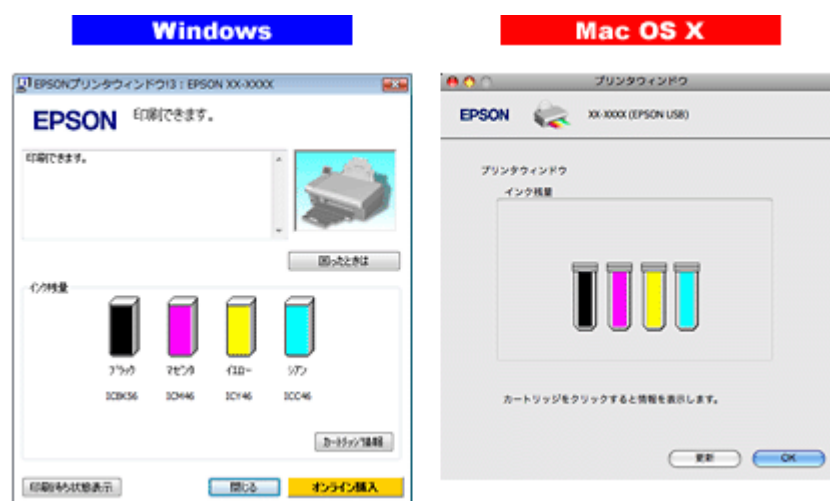 Windows
EPSONプリンタウィンドウ!3 : EPSON XX-XXXX
EPSON
印刷できます。
印刷できます。
困ったときは
インク残量
ブラック
マゼンタ
イエロー
シアン
ICM46
ICY46
ICC46
カートリッジ情報
印刷待ち状態表示
閉じる
オンライン購入
Mac OS X
プリンタウィンドウ
EPSON
XX-XXXX (EPSON USB)
プリンタウィンドウ
インク残量
カートリッジをクリックすると情報を表示します。
更新
OK